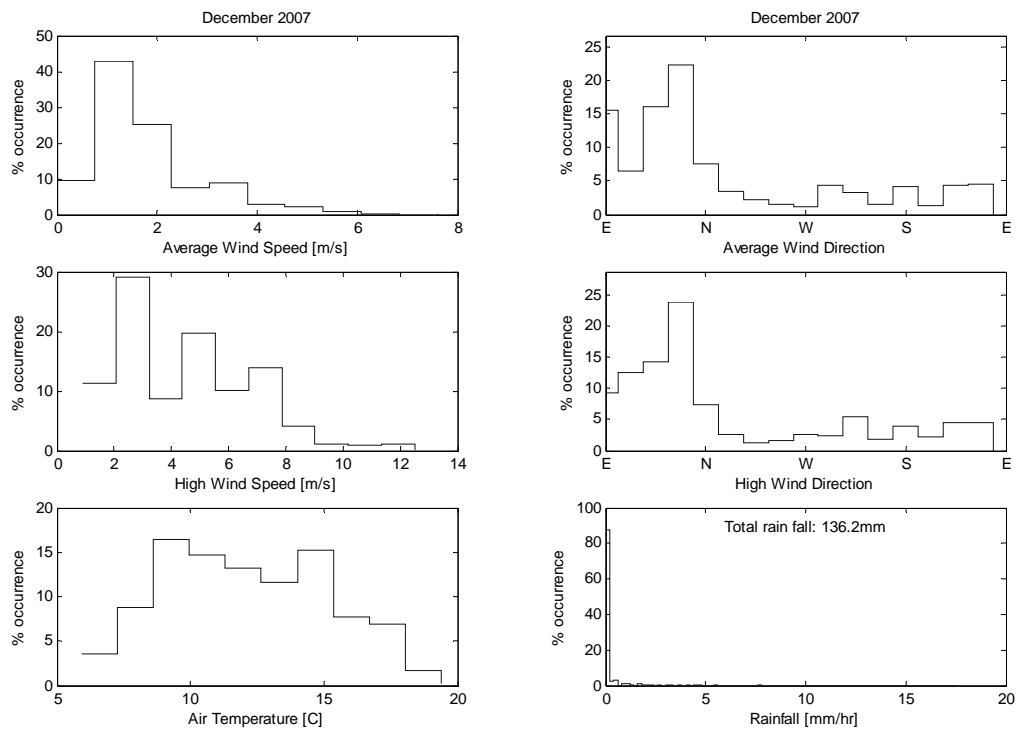 December 2007
50
40
30
20
10
0
% occurrence
0 2 4 6 8
Average Wind Speed [m/s]
December 2007
25
20
15
10
5
0
% occurrence
E N W S E
Average Wind Direction
30
20
10
0
% occurrence
0 2 4 6 8 10 12 14
High Wind Speed [m/s]
25
20
15
10
5
0
% occurrence
E N W S E
High Wind Direction
20
15
10
5
0
% occurrence
5 10 15 20
Air Temperature [C]
100
80
60
40
20
0
% occurrence
Total rain fall: 136.2mm
0 5 10 15 20
Rainfall [mm/hr]